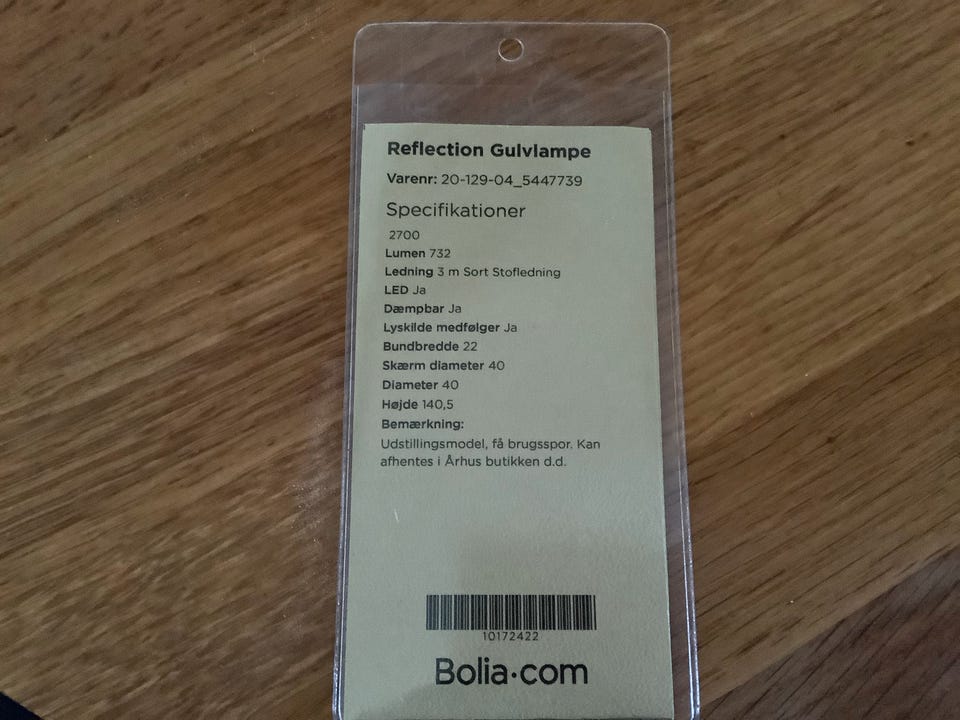 Reflection Gulvlampe
Varenr: 20-129-04_5447739
Specifikationer
2700
Lumen 732
Ledning 3 m Sort Stofledning
LED Ja
Dæmpbar Ja
Lyskilde medfølger Ja
Bundbredde 22
Skærm diameter 40
Diameter 40
Højde 140,5
Bemærkning:
Udstillingsmodel, få brugsspor. Kan
afhentes i Århus butikken d.d.
10172422
Bolia.com